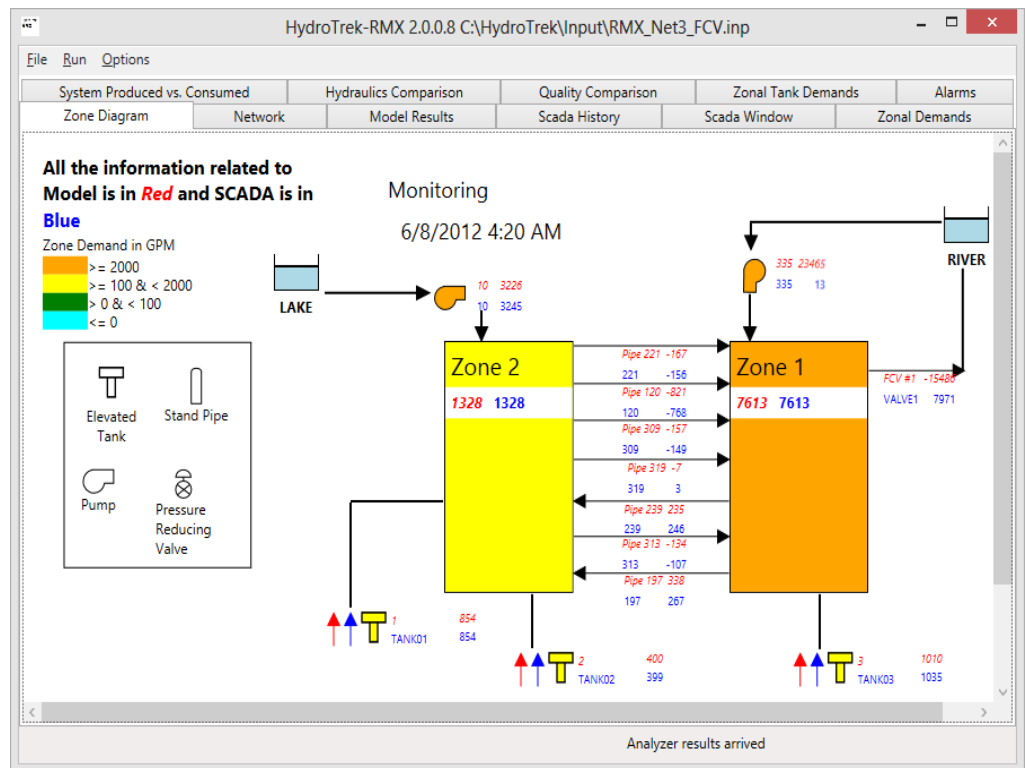 HydroTrek-RMX 2.0.0.8 C:\HydroTrek\Input\RMX_Net3_FCV.inp
File Run Options
System Produced vs. Consumed Hydraulics Comparison Quality Comparison Zonal Tank Demands Alarms
Zone Diagram Network Model Results Scada History Scada Window Zonal Demands
All the information related to
Model is in Red and SCADA is in
Blue
Zone Demand in GPM
>= 2000
>= 100 & < 2000
> 0 & < 100
<= 0
Monitoring
6/8/2012 4:20 AM
LAKE
10 3226
10 3245
335 23465
335 13
RIVER
Elevated
Tank
Stand Pipe
Pump
Pressure
Reducing
Valve
Zone 2
1328 1328
Pipe 221 -167
221 -156
Pipe 120 -821
120 -768
Pipe 309 -157
309 -149
Pipe 319 -7
319 3
Pipe 239 235
239 246
Pipe 313 -134
313 -107
Pipe 197 338
197 267
Zone 1
7613 7613
FCV #1 -15486
VALVE1 7971
1 854
TANK01 854
2 400
TANK02 399
3 1010
TANK03 1035
Analyzer results arrived